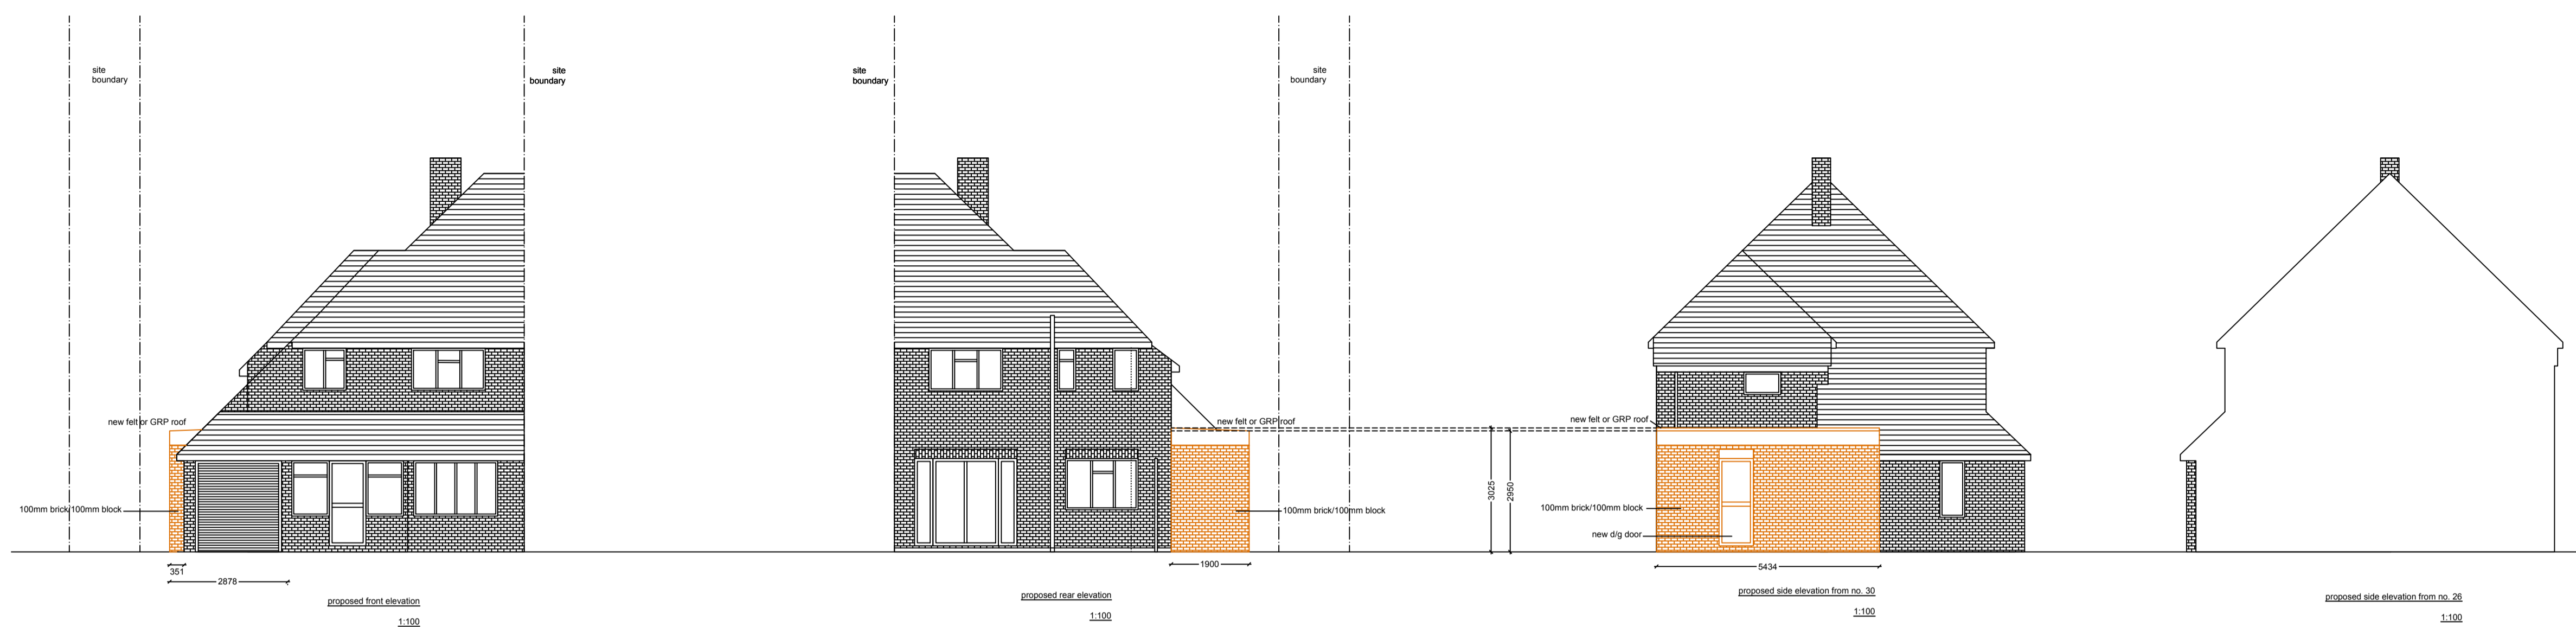 site
boundary
site
boundary
site
boundary
site
boundary
new felt or GRP roof
new felt or GRP roof
new felt or GRP roof
3025
2950
100mm brick/100mm block
100mm brick/100mm block
100mm brick/100mm block
new d/g door
351
2878
1900
5434
proposed front elevation
1:100
proposed rear elevation
1:100
proposed side elevation from no. 30
1:100
proposed side elevation from no. 26
1:100